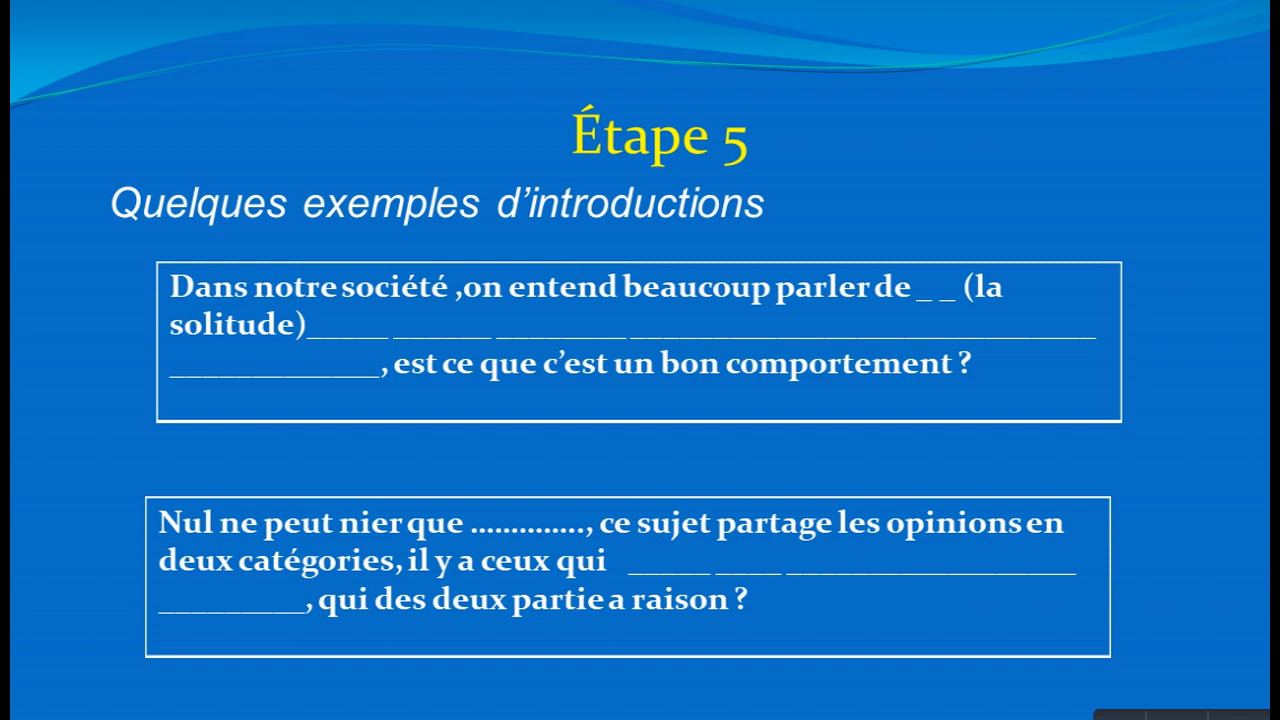 Étape 5
Quelques exemples d’introductions
Dans notre société ,on entend beaucoup parler de _ _ (la
solitude)_____ ______ ________ _____________________________
_____________, est ce que c’est un bon comportement ?
Nul ne peut nier que .............., ce sujet partage les opinions en
deux catégories, il y a ceux qui _____ ____ __________________
_________, qui des deux partie a raison ?